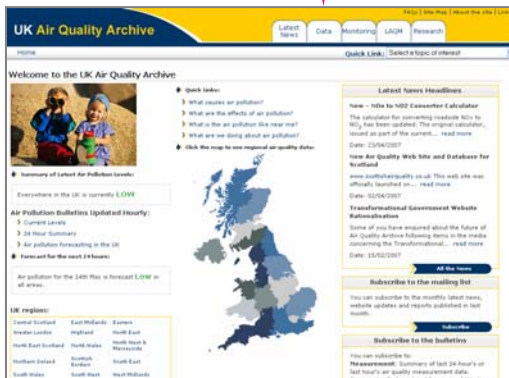 FAQs | Site Map | About the site |
UK Air Quality Archive
Latest News
Data
Monitoring
LAQM
Research
Home
Quick Link: Select a topic of interest
Welcome to the UK Air Quality Archive
Summary of Latest Air Pollution Levels:
Everywhere in the UK is currently LOW
Air Pollution Bulletins Updated Hourly:
Current Levels
24 Hour Summary
Air pollution forecasting in the UK
Forecast for the next 24 hours:
Air pollution for the 24th May is forecast LOW in
all areas.
UK regions:
Central Scotland East Midlands Eastern
Greater London Highland North East
North East Scotland North Wales North West & Merseyside
Northern Ireland Scottish Borders South East
South Wales South West West Midlands
Quick links:
What causes air pollution?
What are the effects of air pollution?
What is the air pollution like near me?
What are we doing about air pollution?
Click the map to see regional air quality data:
Latest News Headlines
New - NOx to NO2 Converter Calculator
The calculator for converting roadside NOx to
NO2 has been updated. The original calculator,
issued as part of the current... read more
Date: 23/04/2007
New Air Quality Web Site and Database for
Scotland
www.scottishairquality.co.uk This web site was
officially launched on... read more
Date: 02/04/2007
Transformational Government Website
Rationalisation
Some of you have enquired about the future of
Air Quality Archive following items in the media
concerning the Transformational... read more
Date: 15/02/2007
All the News
Subscribe to the mailing list
You can subscribe to the monthly latest news,
website updates and reports published in last
month.
Subscribe
Subscribe to the bulletins
You can subscribe to:
Measurement: Summary of last 24-hour's or
last hour's air quality measurement data.